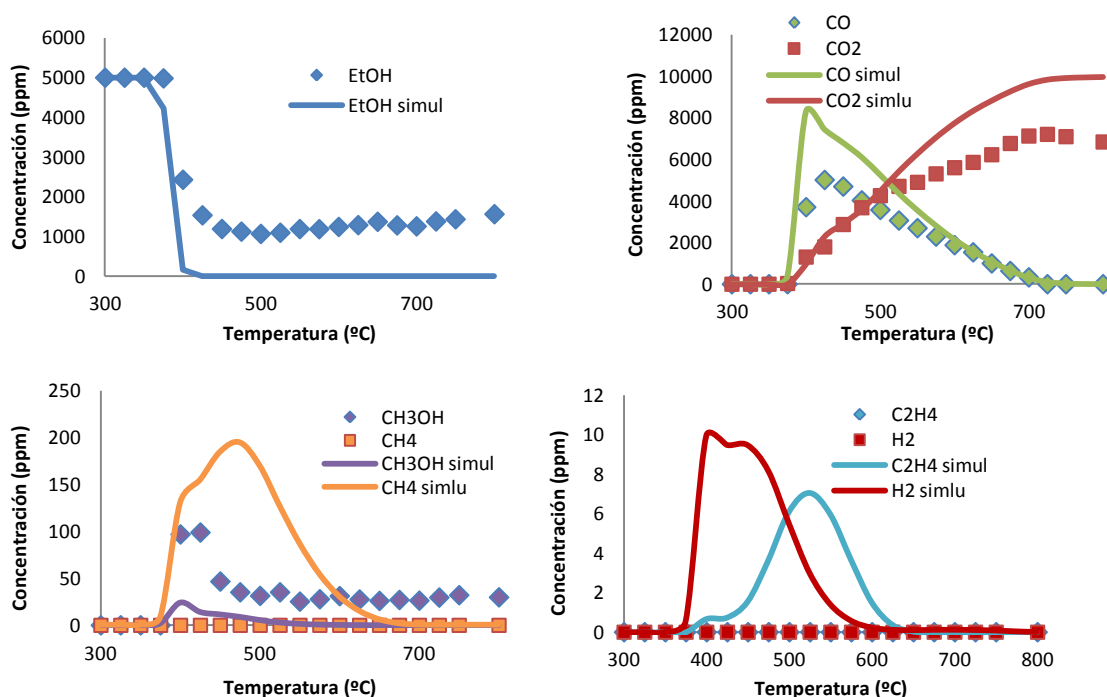 6000
5000
4000
3000
2000
1000
0
300
500
700
Concentración (ppm)
Temperatura (ºC)
EtOH
EtOH simul
12000
10000
8000
6000
4000
2000
0
300
500
700
Concentración (ppm)
Temperatura (ºC)
CO
CO2
CO simul
CO2 simlu
250
200
150
100
50
0
300
500
700
Concentración (ppm)
Temperatura (ºC)
CH3OH
CH4
CH3OH simul
CH4 simlu
12
10
8
6
4
2
0
300
400
500
600
700
800
Concentración (ppm)
Temperatura (ºC)
C2H4
H2
C2H4 simul
H2 simlu